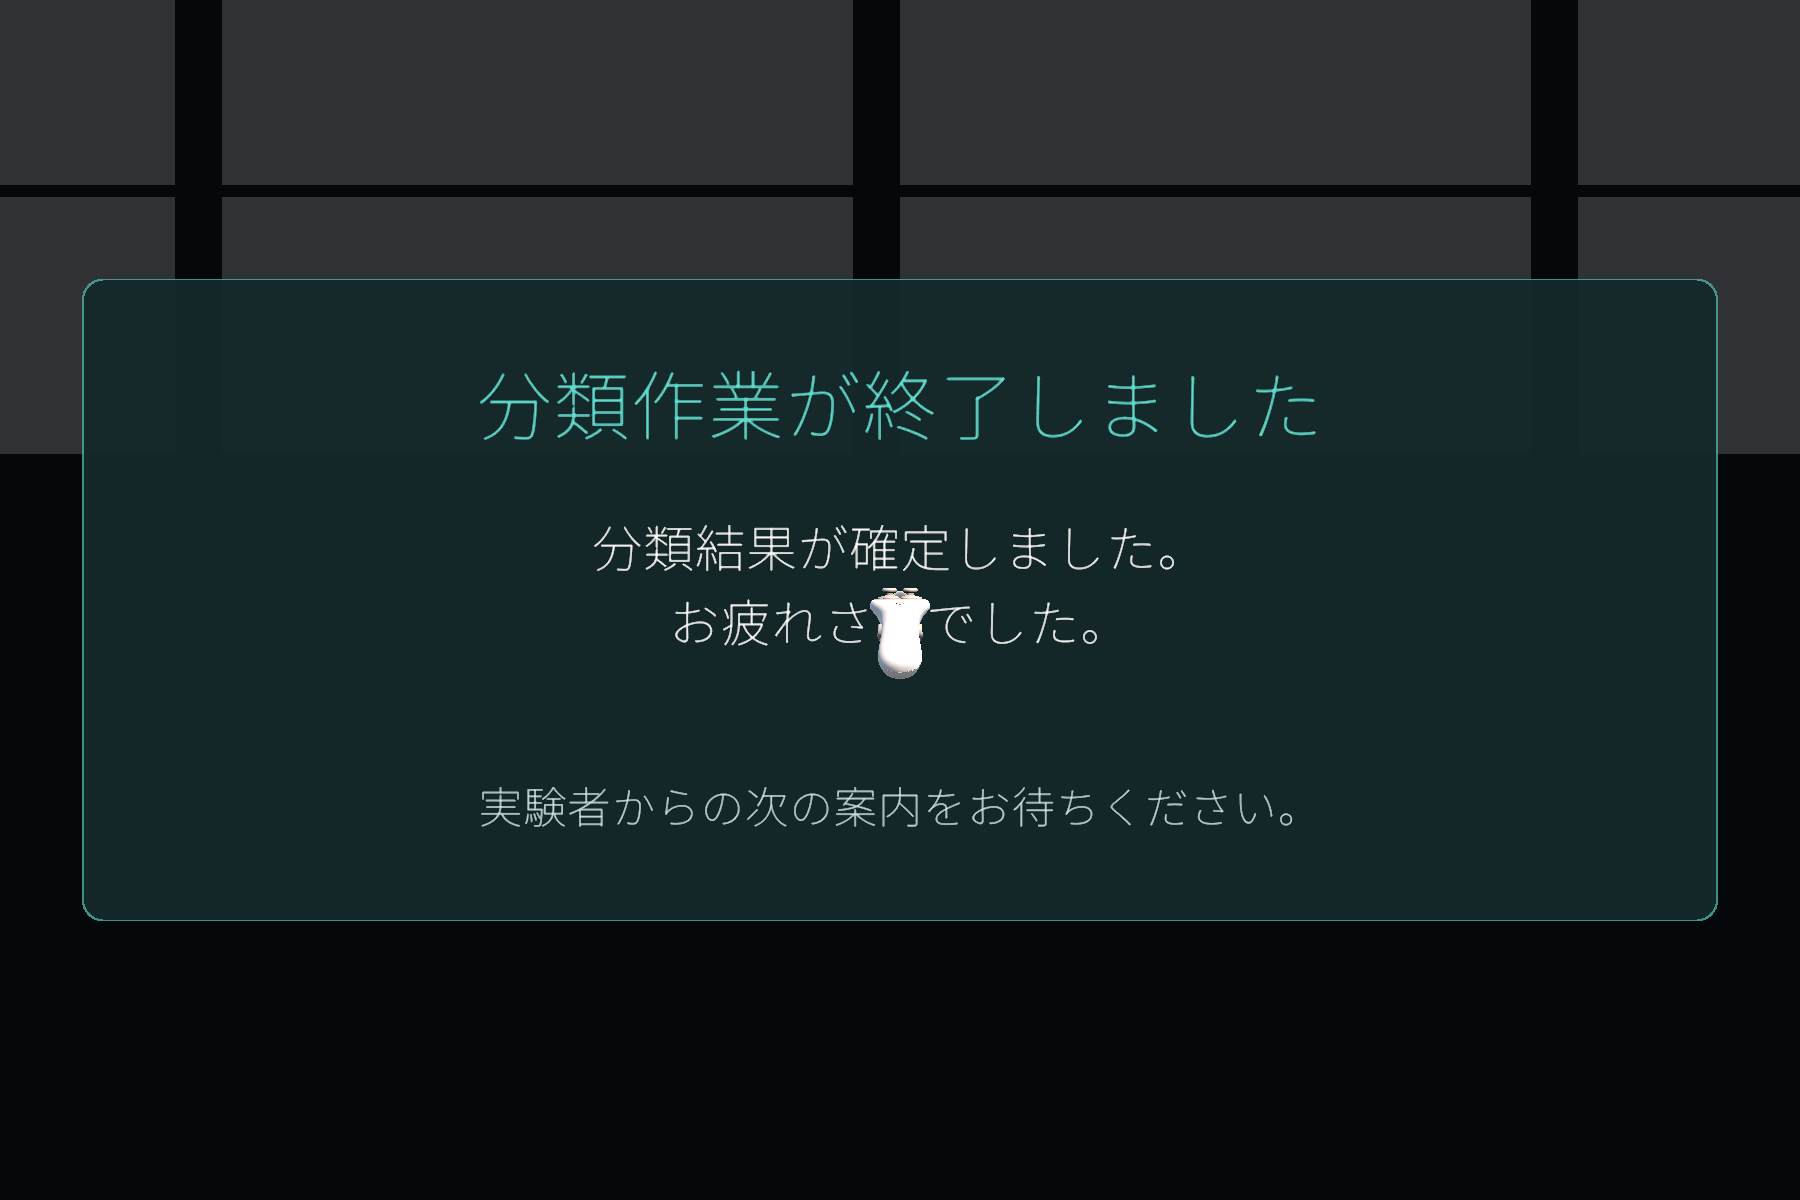 分類作業が終了しました
分類結果が確定しました。
お疲れさ でした。
実験者からの次の案内をお待ちください。